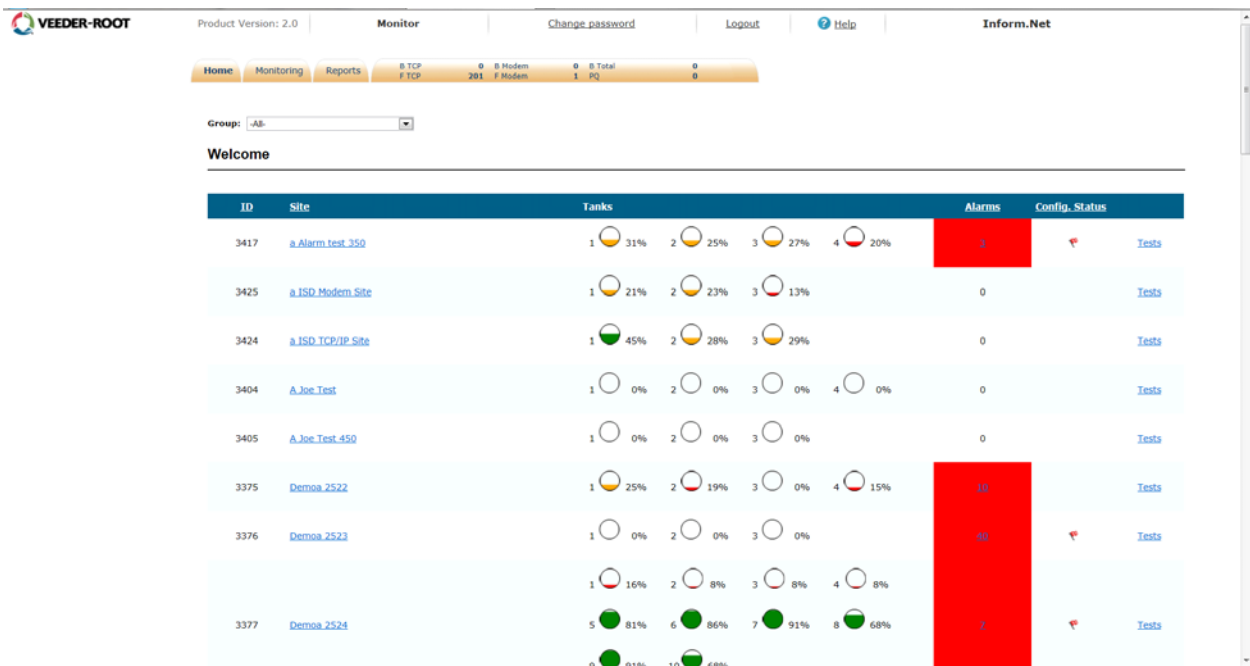 VEEDER-ROOT Product Version: 2.0 Monitor Change password Logout Help Inform.Net
Home Monitoring Reports
B TCP 0 B Modem 0 B Total 0
F TCP 201 F Modem 1 PQ 0
Group: -All-
Welcome
ID Site Tanks Alarms Config. Status
3417 a Alarm test 350 1 31% 2 25% 3 27% 4 20% Tests
3425 a ISD Modem Site 1 21% 2 23% 3 13% 0 Tests
3424 a ISD TCP/IP Site 1 45% 2 28% 3 29% 0 Tests
3404 A Joe Test 1 0% 2 0% 3 0% 4 0% 0 Tests
3405 A Joe Test 450 1 0% 2 0% 3 0% 0 Tests
3375 Demoa 2522 1 25% 2 19% 3 0% 4 15% 10 Tests
3376 Demoa 2523 1 0% 2 0% 3 0% 40 Tests
1 16% 2 8% 3 8% 4 8%
3377 Demoa 2524 5 81% 6 86% 7 91% 8 68% 7 Tests
9 91% 10 68%